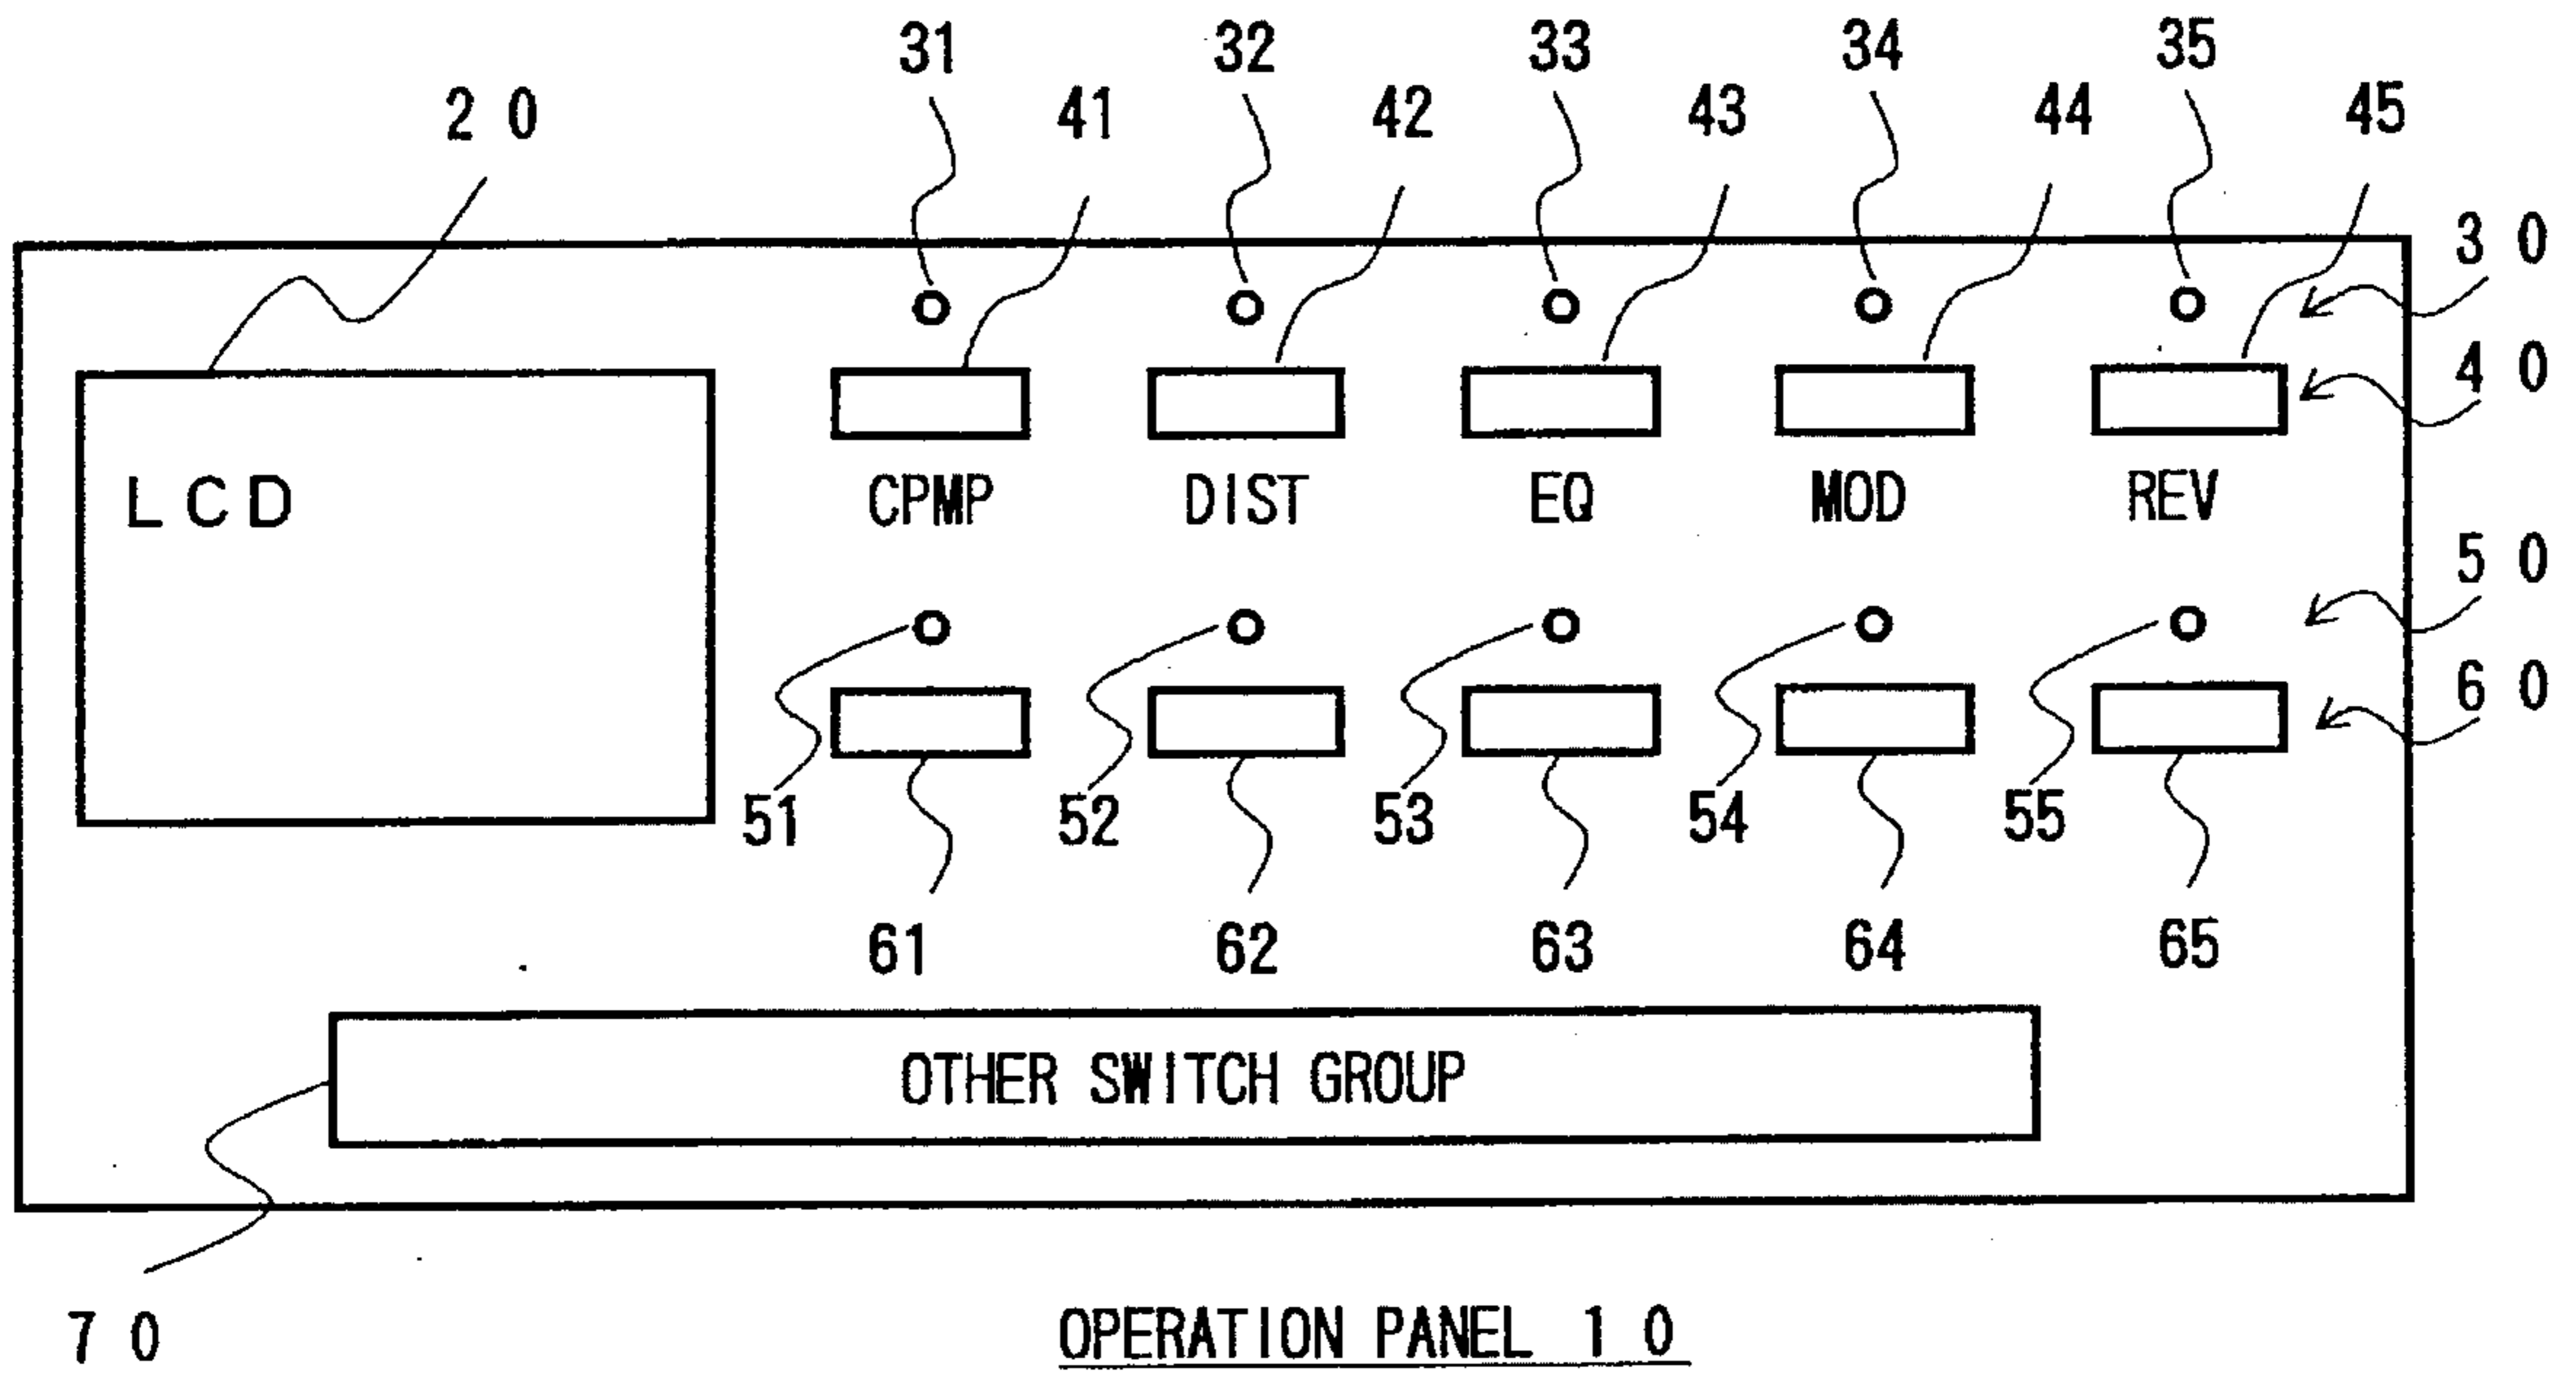 31 32 33 34 35
2 0 41 42 43 44 45
3 0
4 0
LCD CPMP DIST EQ MOD REV
5 0
6 0
51 52 53 54 55
61 62 63 64 65
OTHER SWITCH GROUP
7 0
OPERATION PANEL 1 0